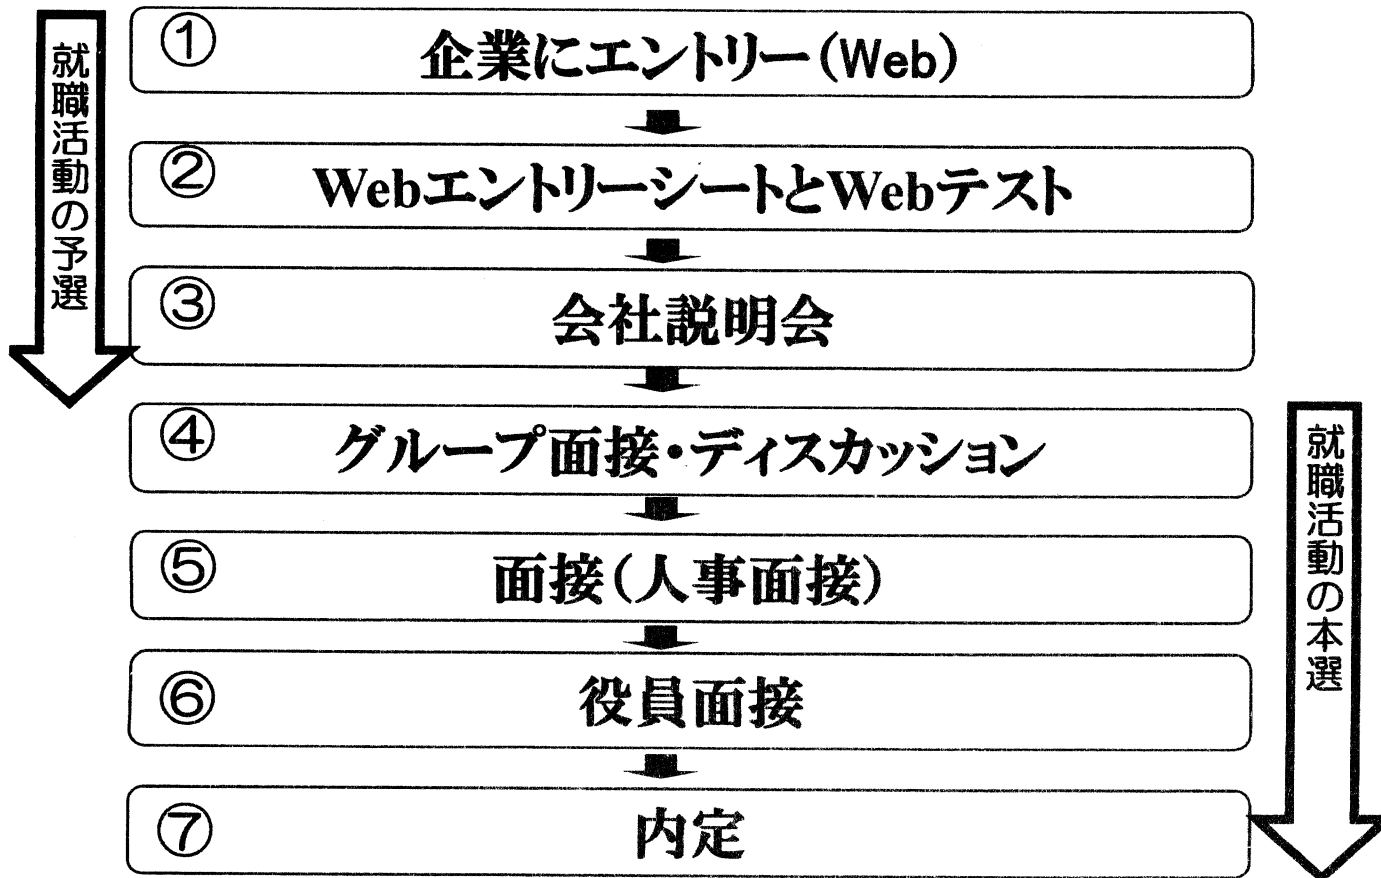 就職活動の予選
①
企業にエントリー(Web)
②
WebエントリーシートとWebテスト
③
会社説明会
④
グループ面接・ディスカッション
⑤
面接(人事面接)
⑥
役員面接
⑦
内定
就職活動の本選